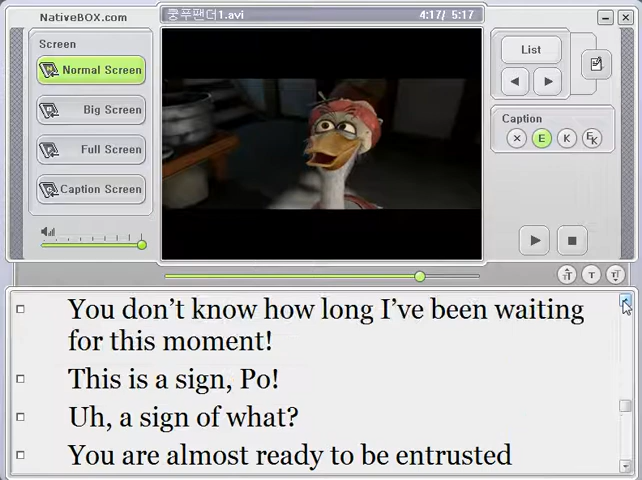 NativeBOX.com
쿵푸팬더1.avi
4:17/ 5:17
Screen
Normal Screen
Big Screen
Full Screen
Caption Screen
List
Caption
E
K
EK
T
T
T
You don't know how long I've been waiting
for this moment!
This is a sign, Po!
Uh, a sign of what?
You are almost ready to be entrusted